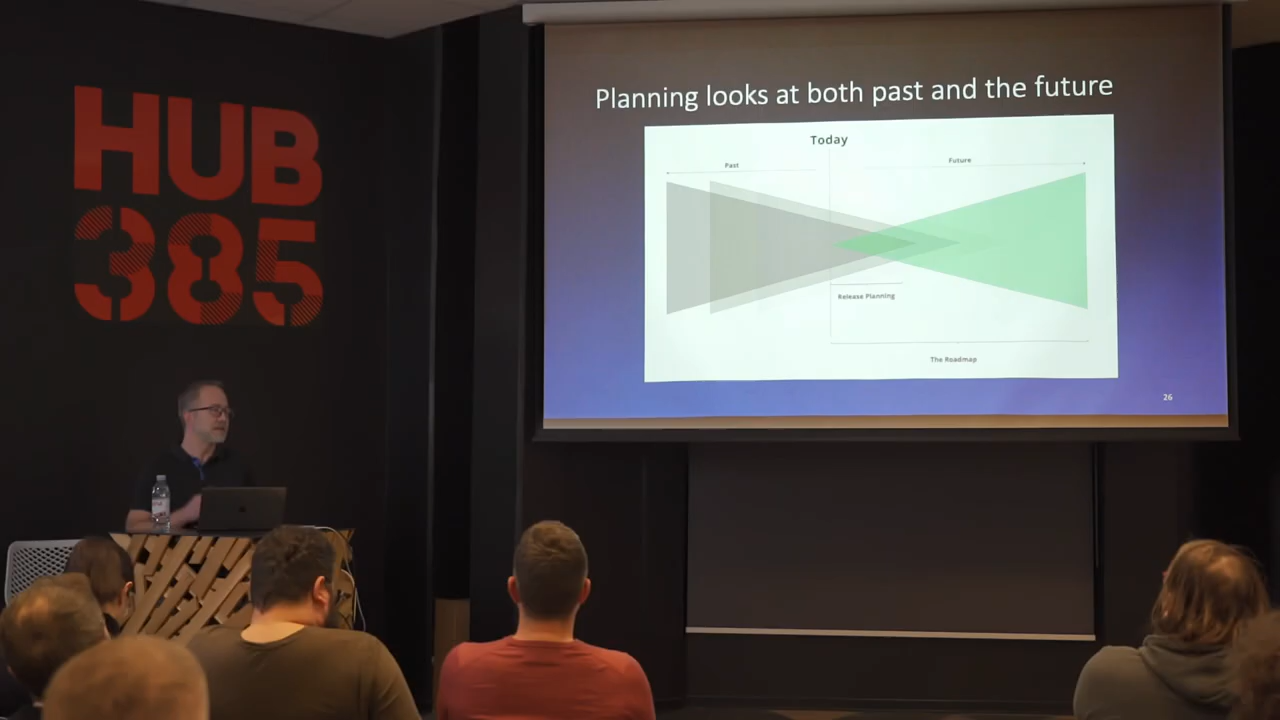 HUB
385
Planning looks at both past and the future
Today
Past
Future
Release Planning
The Roadmap
26